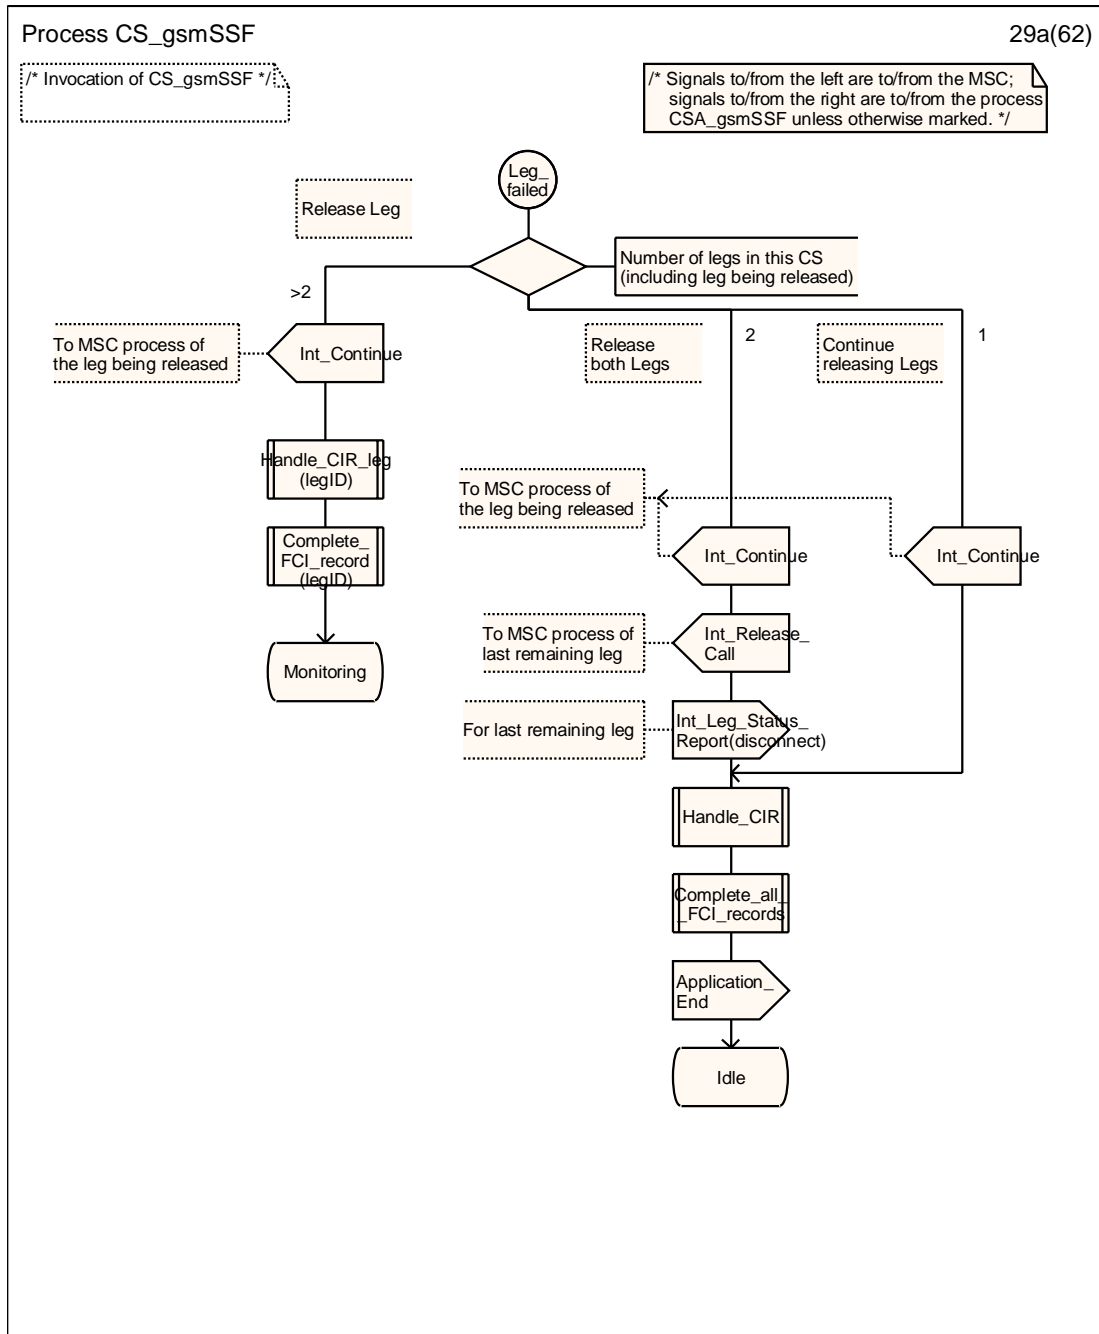 Process CS_gsmSSF
29a(62)
/* Invocation of CS_gsmSSF */
/* Signals to/from the left are to/from the MSC;
signals to/from the right are to/from the process
CSA_gsmSSF unless otherwise marked. */
Leg_
failed
Release Leg
Number of legs in this CS
(including leg being released)
>2
2
1
To MSC process of
the leg being released
Int_Continue
Release
both Legs
Continue
releasing Legs
Handle_CIR_leg
(legID)
To MSC process of
the leg being released
Complete_
FCI_record
(legID)
Int_Continue
Int_Continue
To MSC process of
last remaining leg
Int_Release_
Call
Monitoring
For last remaining leg
Int_Leg_Status_
Report(disconnect)
Handle_CIR
Complete_all_
_FCI_records
Application_
End
Idle